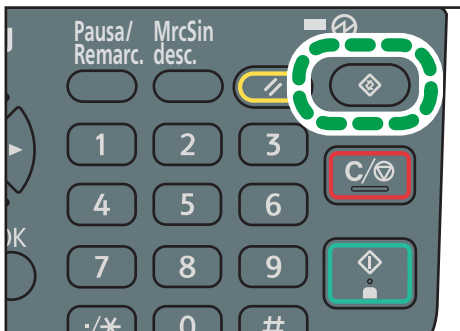 Pausa/ MrcSin
Remarc. desc.
1 2 3
C/
4 5 6
OK
7 8 9
·/* 0 #